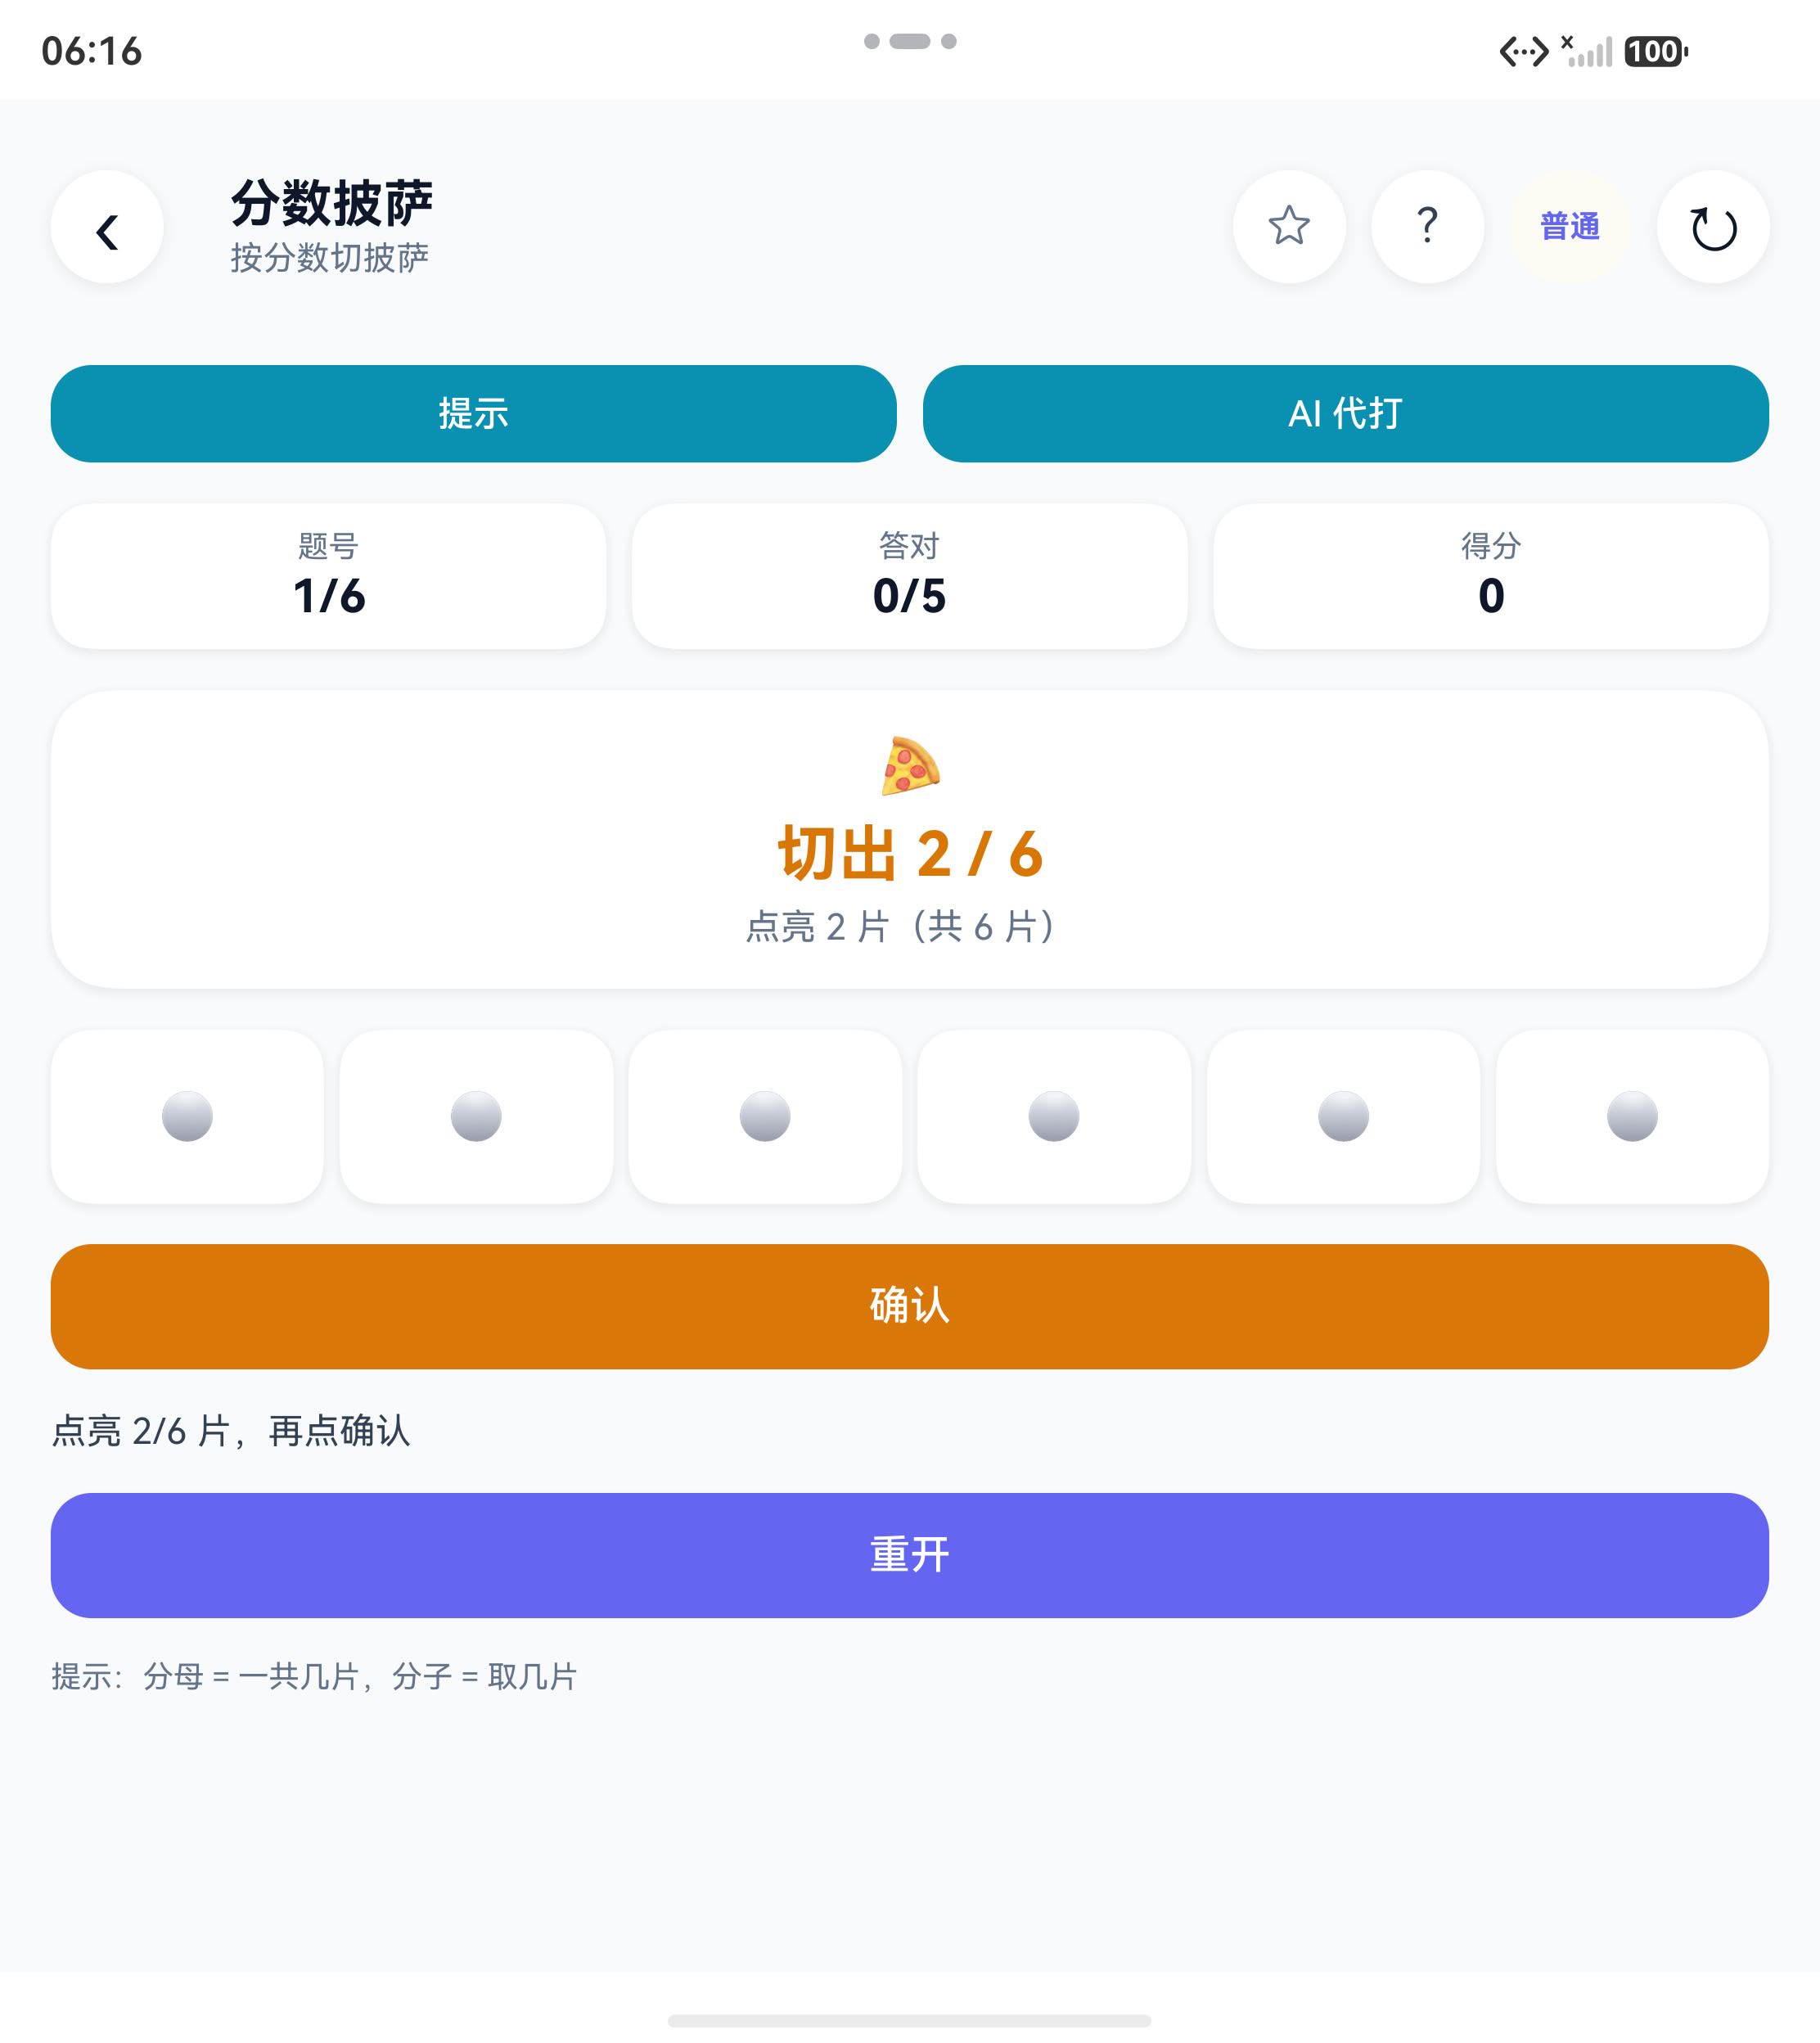 06:16
100
分数披萨
按分数切披萨
?
普通
提示
AI 代打
题号
1/6
答对
0/5
得分
0
切出 2 / 6
点亮 2 片（共 6 片）
确认
点亮 2/6 片，再点确认
重开
提示：分母 = 一共几片，分子 = 取几片